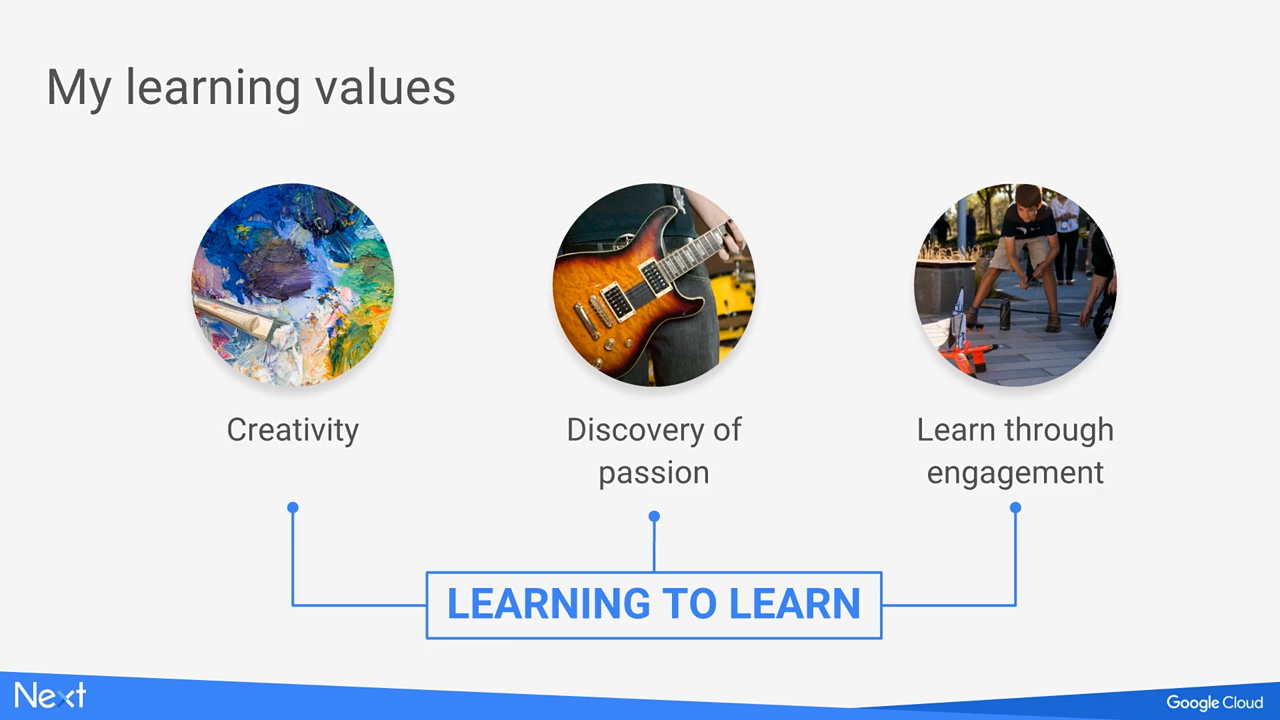 My learning values
Creativity
Discovery of
passion
Learn through
engagement
LEARNING TO LEARN
Next
Google Cloud